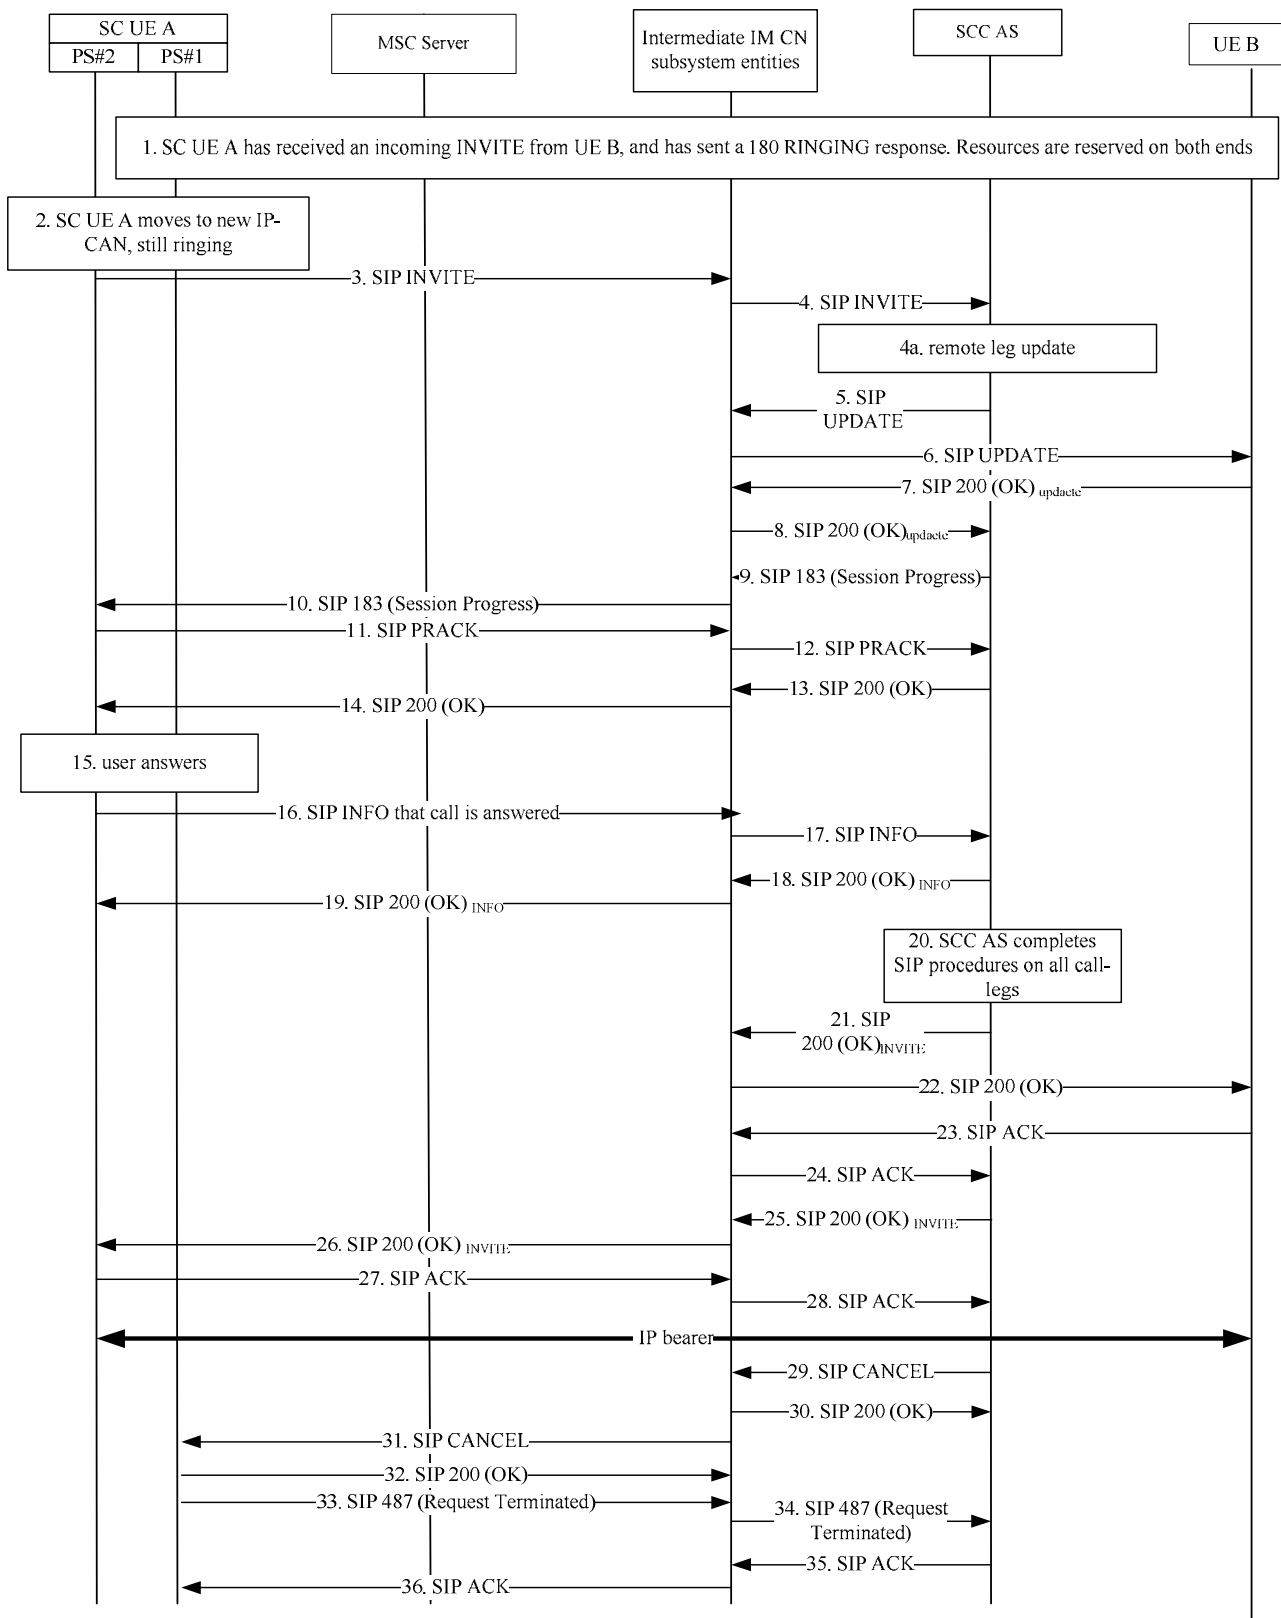 SC UE A
PS#2
PS#1
MSC Server
Intermediate IM CN
subsystem entities
SCC AS
UE B
1. SC UE A has received an incoming INVITE from UE B, and has sent a 180 RINGING response. Resources are reserved on both ends
2. SC UE A moves to new IP-
CAN, still ringing
3. SIP INVITE
4. SIP INVITE
4a. remote leg update
5. SIP
UPDATE
6. SIP UPDATE
7. SIP 200 (OK) updacte
8. SIP 200 (OK)updacte
9. SIP 183 (Session Progress)
10. SIP 183 (Session Progress)
11. SIP PRACK
12. SIP PRACK
13. SIP 200 (OK)
14. SIP 200 (OK)
15. user answers
16. SIP INFO that call is answered
17. SIP INFO
18. SIP 200 (OK) INFO
19. SIP 200 (OK) INFO
20. SCC AS completes
SIP procedures on all call-
legs
21. SIP
200 (OK)INVITE
22. SIP 200 (OK)
23. SIP ACK
24. SIP ACK
25. SIP 200 (OK) INVITE
26. SIP 200 (OK) INVITE
27. SIP ACK
28. SIP ACK
IP bearer
29. SIP CANCEL
30. SIP 200 (OK)
31. SIP CANCEL
32. SIP 200 (OK)
33. SIP 487 (Request Terminated)
34. SIP 487 (Request
Terminated)
35. SIP ACK
36. SIP ACK